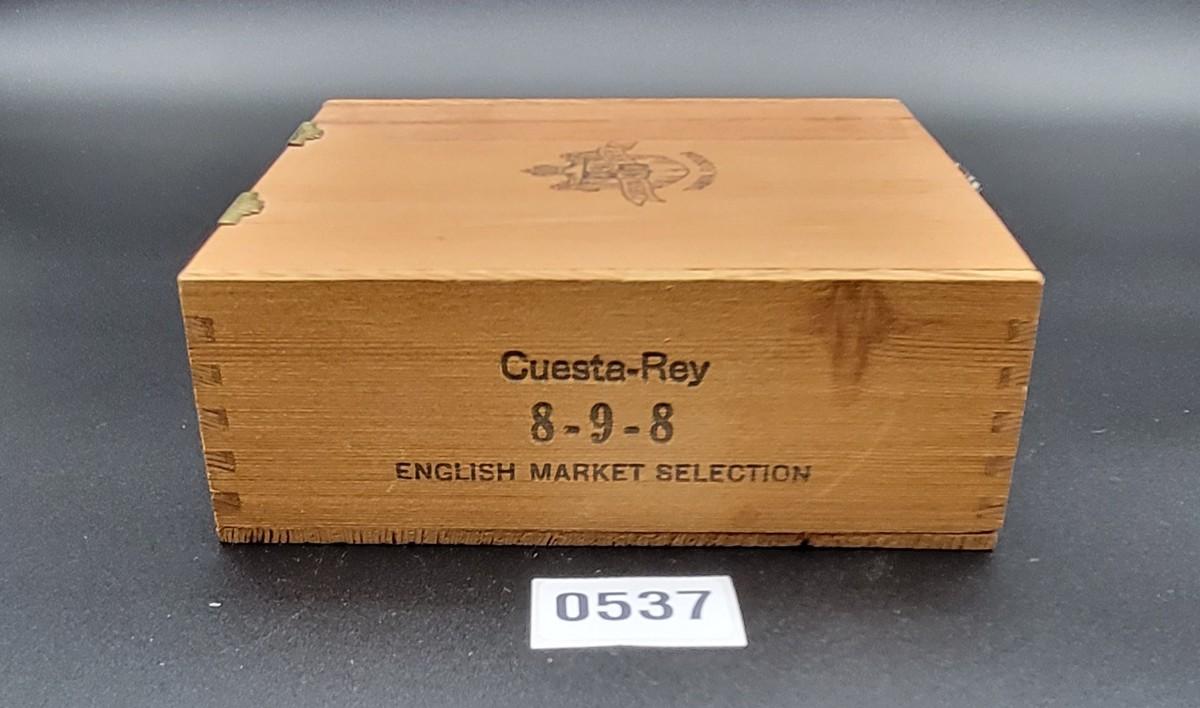 Cuesta-Rey
8-9-8
ENGLISH MARKET SELECTION
0537